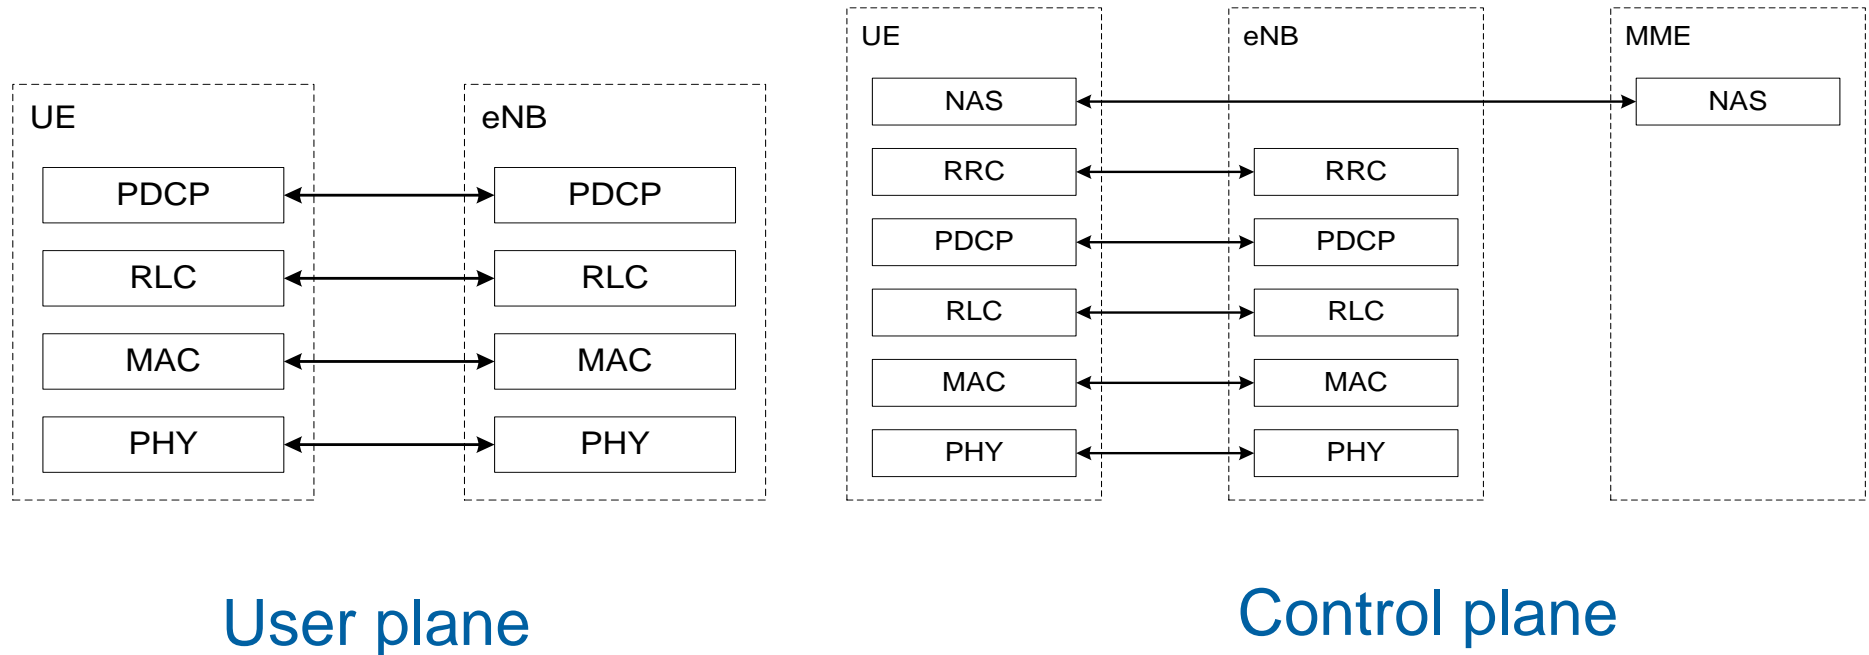 UE
eNB
PDCP
PDCP
RLC
RLC
MAC
MAC
PHY
PHY
User plane
UE
eNB
MME
NAS
NAS
RRC
RRC
PDCP
PDCP
RLC
RLC
MAC
MAC
PHY
PHY
Control plane